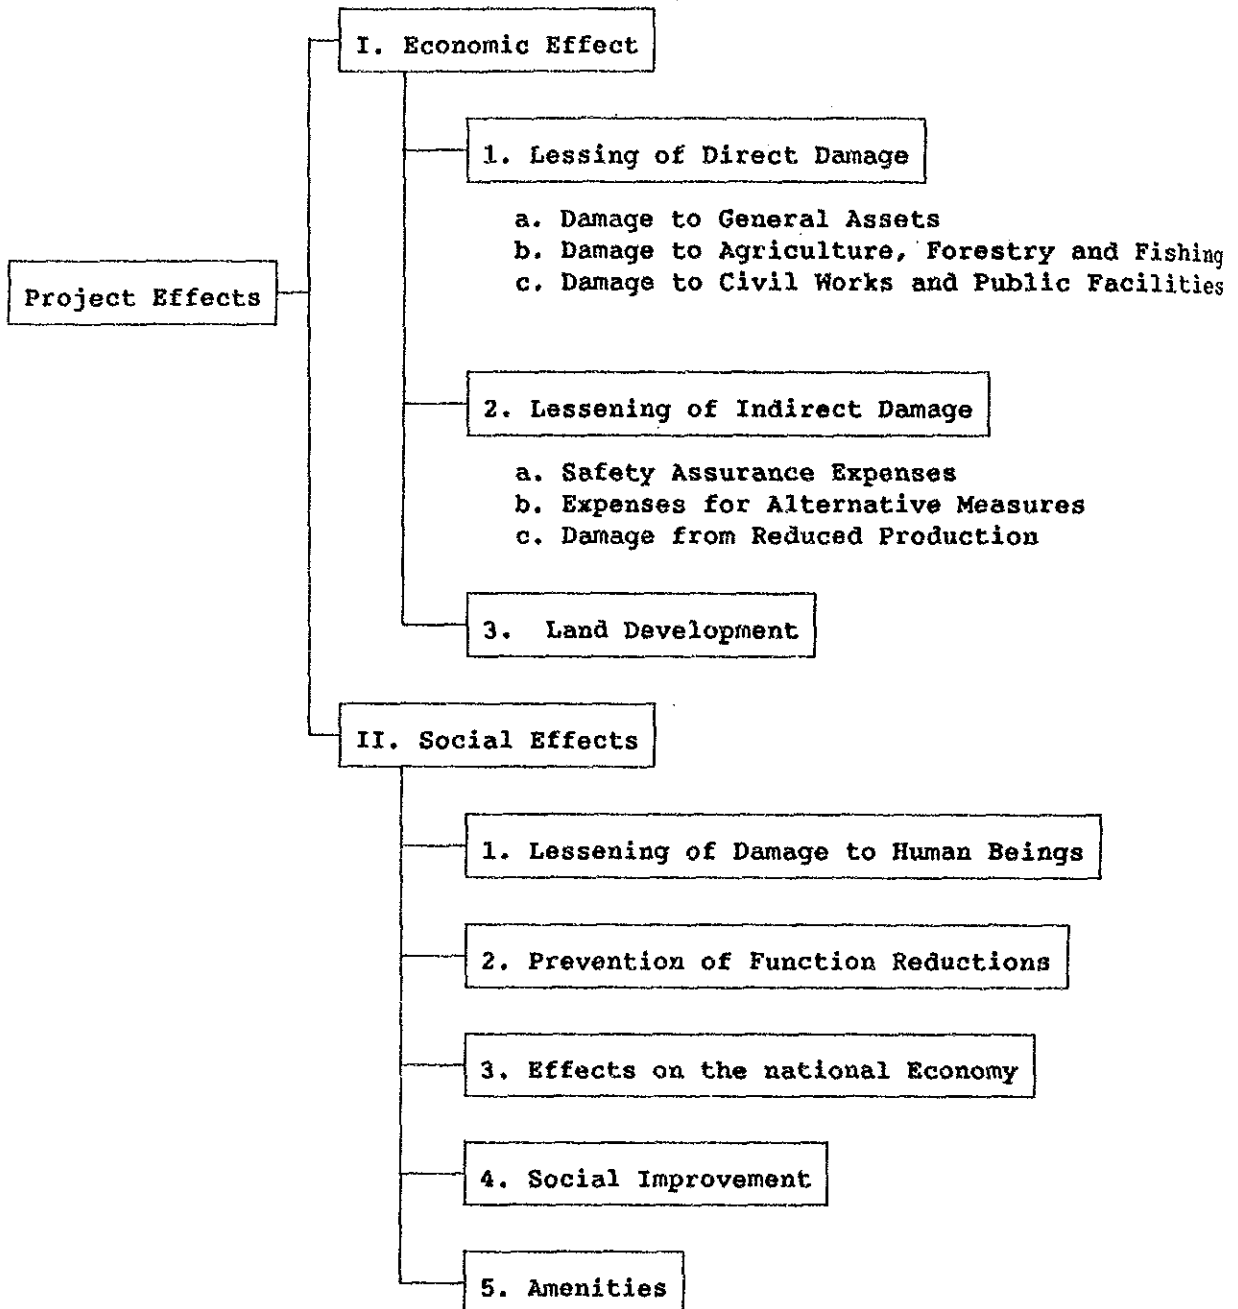 I. Economic Effect
1. Lessing of Direct Damage
a. Damage to General Assets
b. Damage to Agriculture, Forestry and Fishing
c. Damage to Civil Works and Public Facilities
Project Effects
2. Lessening of Indirect Damage
a. Safety Assurance Expenses
b. Expenses for Alternative Measures
c. Damage from Reduced Production
3. Land Development
II. Social Effects
1. Lessening of Damage to Human Beings
2. Prevention of Function Reductions
3. Effects on the national Economy
4. Social Improvement
5. Amenities